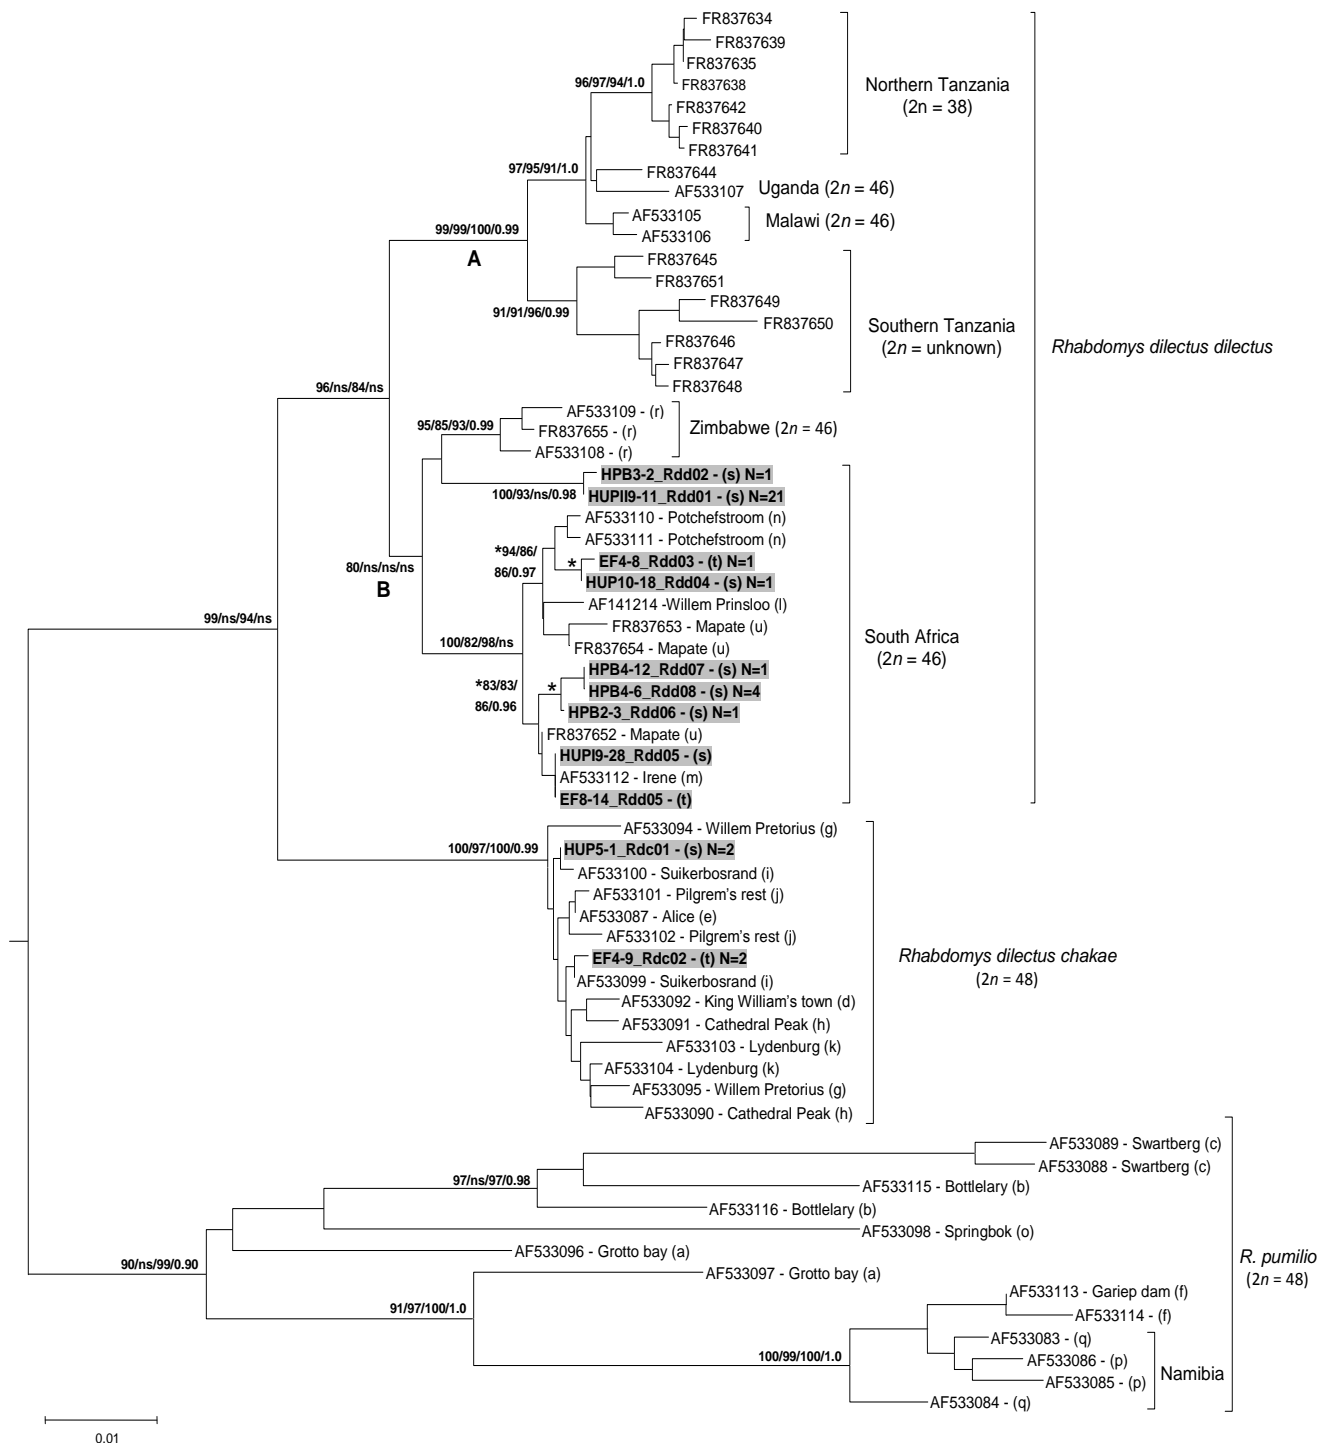 FR837634
FR837639
FR837635
96/97/94/1.0
FR837638
Northern Tanzania
(2n = 38)
FR837642
FR837640
FR837641
97/95/91/1.0
FR837644
AF533107
Uganda (2n = 46)
AF533105
Malawi (2n = 46)
AF533106
99/99/100/0.99
A
FR837645
FR837651
FR837649
91/91/96/0.99
FR837650
Southern Tanzania
(2n = unknown)
FR837646
FR837647
FR837648
Rhabdomys dilectus dilectus
96/ns/84/ns
AF533109 - (r)
95/85/93/0.99
FR837655 - (r)
Zimbabwe (2n = 46)
AF533108 - (r)
HPB3-2_Rdd02 - (s) N=1
100/93/ns/0.98
HUPII9-11_Rdd01 - (s) N=21
AF533110 - Potchefstroom (n)
AF533111 - Potchefstroom (n)
*94/86/
86/0.97
*
EF4-8_Rdd03 - (t) N=1
80/ns/ns/ns
B
HUP10-18_Rdd04 - (s) N=1
AF141214 -Willem Prinsloo (l)
99/ns/94/ns
FR837653 - Mapate (u)
100/82/98/ns
FR837654 - Mapate (u)
South Africa
(2n = 46)
HPB4-12_Rdd07 - (s) N=1
*83/83/
86/0.96
*
HPB4-6_Rdd08 - (s) N=4
HPB2-3_Rdd06 - (s) N=1
FR837652 - Mapate (u)
HUPI9-28_Rdd05 - (s)
AF533112 - Irene (m)
EF8-14_Rdd05 - (t)
AF533094 - Willem Pretorius (g)
100/97/100/0.99
HUP5-1_Rdc01 - (s) N=2
AF533100 - Suikerbosrand (i)
AF533101 - Pilgrem's rest (j)
AF533087 - Alice (e)
AF533102 - Pilgrem's rest (j)
EF4-9_Rdc02 - (t) N=2
Rhabdomys dilectus chakae
(2n = 48)
AF533099 - Suikerbosrand (i)
AF533092 - King William's town (d)
AF533091 - Cathedral Peak (h)
AF533103 - Lydenburg (k)
AF533104 - Lydenburg (k)
AF533095 - Willem Pretorius (g)
AF533090 - Cathedral Peak (h)
AF533089 - Swartberg (c)
AF533088 - Swartberg (c)
97/ns/97/0.98
AF533115 - Bottlelary (b)
AF533116 - Bottlelary (b)
AF533098 - Springbok (o)
AF533096 - Grotto bay (a)
90/ns/99/0.90
AF533097 - Grotto bay (a)
R. pumilio
(2n = 48)
AF533113 - Gariep dam (f)
91/97/100/1.0
AF533114 - (f)
AF533083 - (q)
100/99/100/1.0
AF533086 - (p)
Namibia
AF533085 - (p)
AF533084 - (q)
0.01